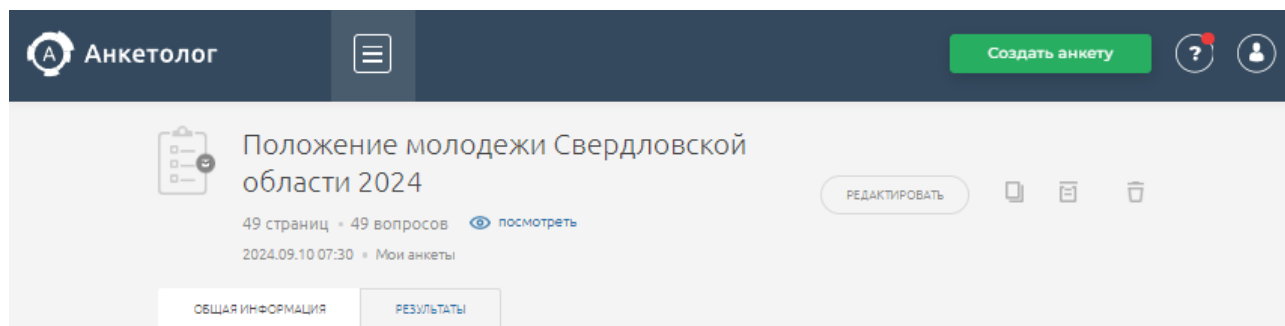 Анкетолог
Создать анкету
?
Положение молодежи Свердловской
области 2024
РЕДАКТИРОВАТЬ
49 страниц • 49 вопросов посмотреть
2024.09.10 07:30 • Мои анкеты
ОБЩАЯ ИНФОРМАЦИЯ РЕЗУЛЬТАТЫ